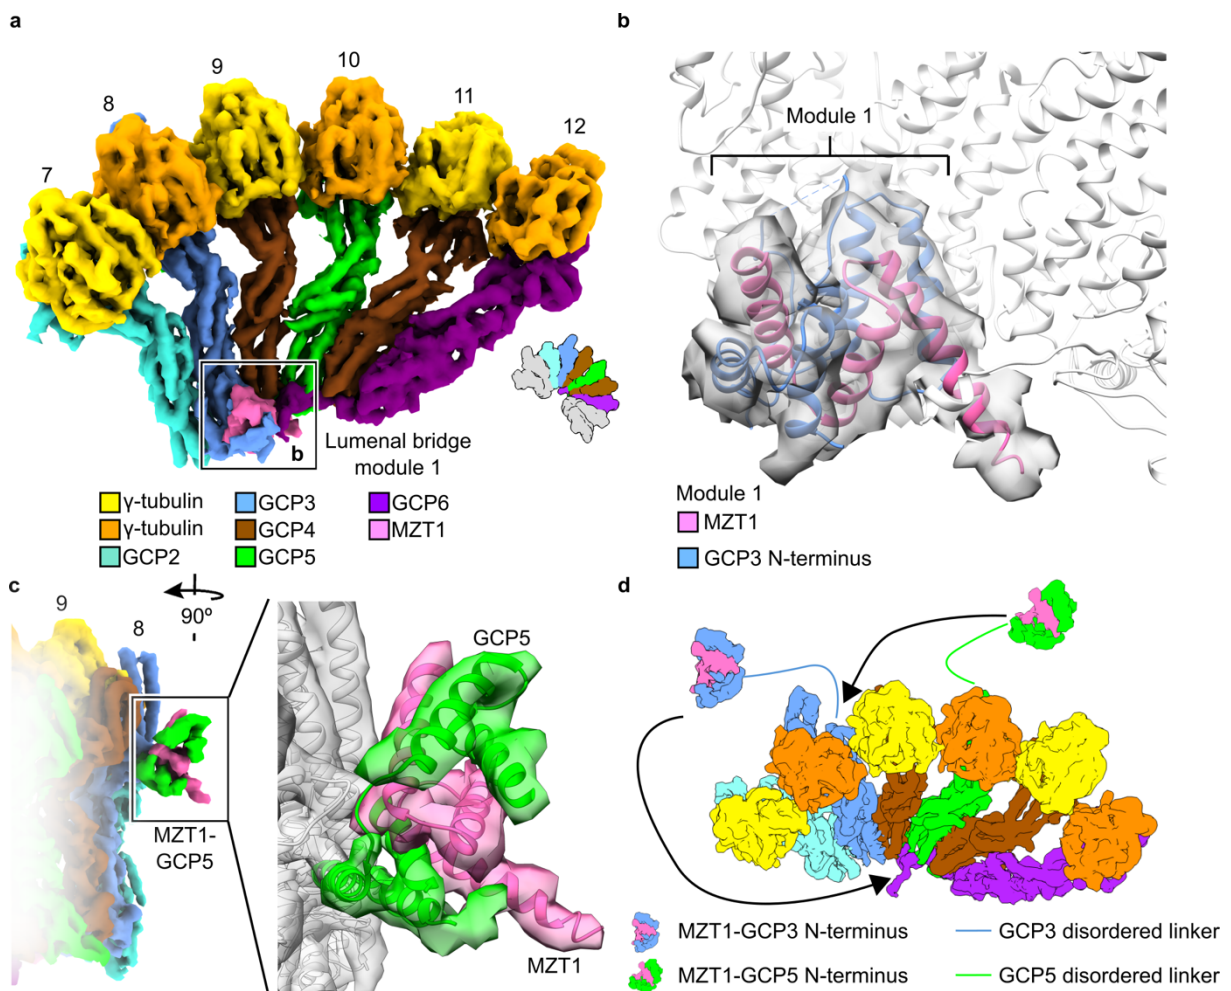 a
7
8
9
10
11
12
b
Lumenal bridge
module 1
γ-tubulin
γ-tubulin
GCP2
GCP3
GCP4
GCP5
GCP6
MZT1
b
Module 1
Module 1
MZT1
GCP3 N-terminus
c
90º
9
8
MZT1-
GCP5
GCP5
MZT1
d
MZT1-GCP3 N-terminus
MZT1-GCP5 N-terminus
GCP3 disordered linker
GCP5 disordered linker